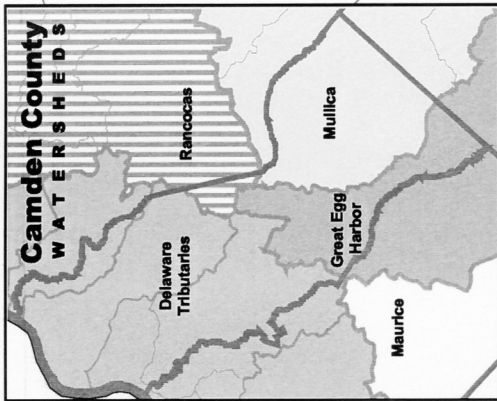 Camden County
WATERSHEDS
Rancocas
Delaware
Tributaries
Mullica
Great Egg
Harbor
Maurice